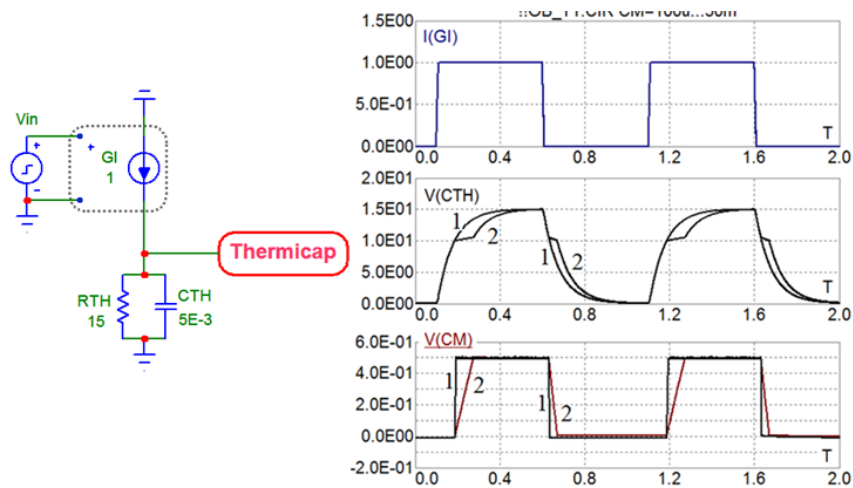 Vin
+
+
-
GI
1
Thermicap
RTH
15
CTH
5E-3
1.5E00
I(GI)
1.0E00
5.0E-01
0.0E00
T
0.0
0.4
0.8
1.2
1.6
2.0
2.0E01
V(CTH)
1.5E01
1
2
1.0E01
1
2
5.0E00
0.0E00
T
0.0
0.4
0.8
1.2
1.6
2.0
6.0E-01
V(CM)
4.0E-01
1
2
1
2
2.0E-01
0.0E00
-2.0E-01
T
0.0
0.4
0.8
1.2
1.6
2.0